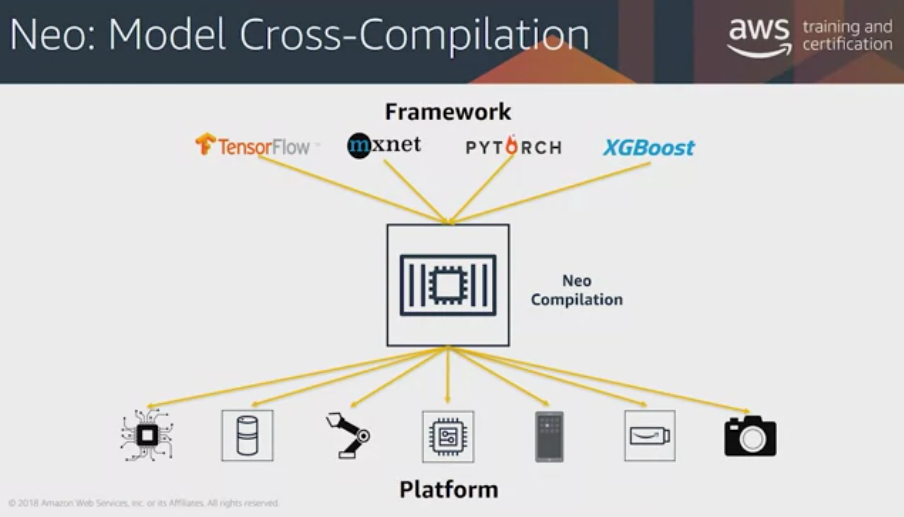 Neo: Model Cross-Compilation
aws training and
certification
Framework
TensorFlow
mxnet
PYTORCH
XGBoost
Neo
Compilation
Platform
© 2018 Amazon Web Services, Inc. or its Affiliates. All rights reserved.